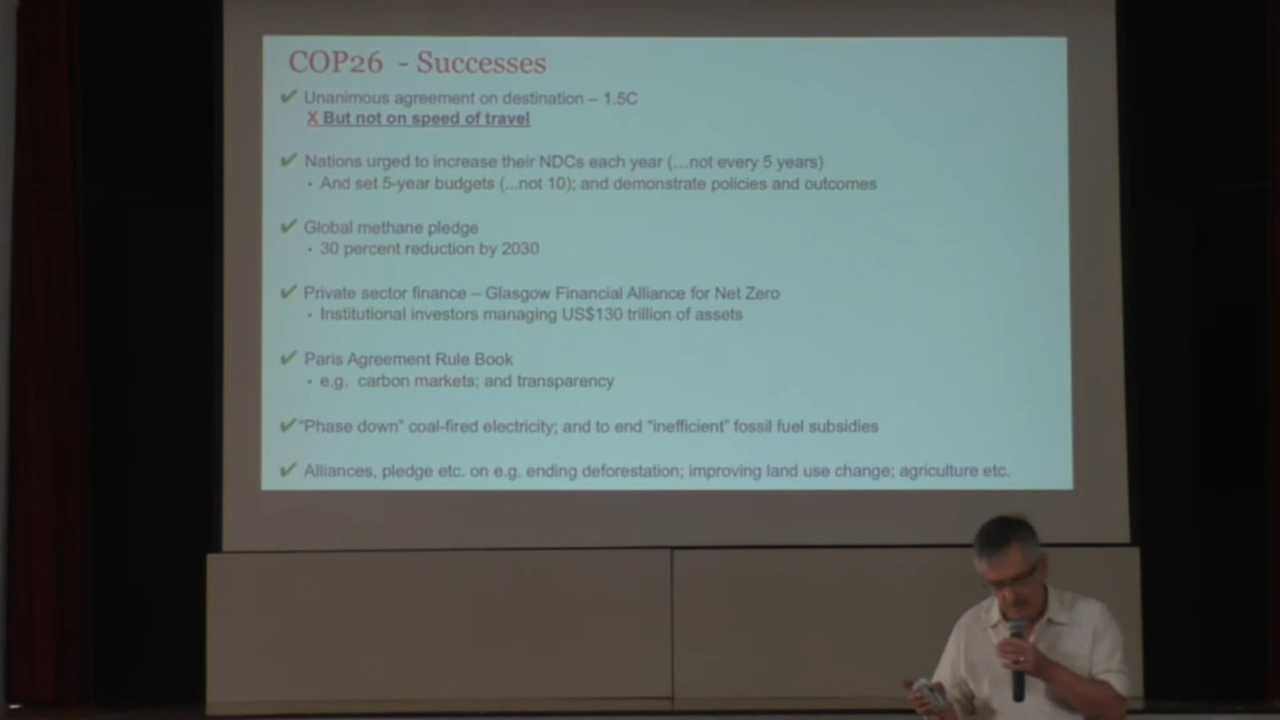 COP26 - Successes
✔ Unanimous agreement on destination – 1.5C
X But not on speed of travel
✔ Nations urged to increase their NDCs each year (...not every 5 years)
• And set 5-year budgets (...not 10); and demonstrate policies and outcomes
✔ Global methane pledge
• 30 percent reduction by 2030
✔ Private sector finance – Glasgow Financial Alliance for Net Zero
• Institutional investors managing US$130 trillion of assets
✔ Paris Agreement Rule Book
• e.g. carbon markets; and transparency
✔ "Phase down" coal-fired electricity; and to end "inefficient" fossil fuel subsidies
✔ Alliances, pledge etc. on e.g. ending deforestation; improving land use change; agriculture etc.